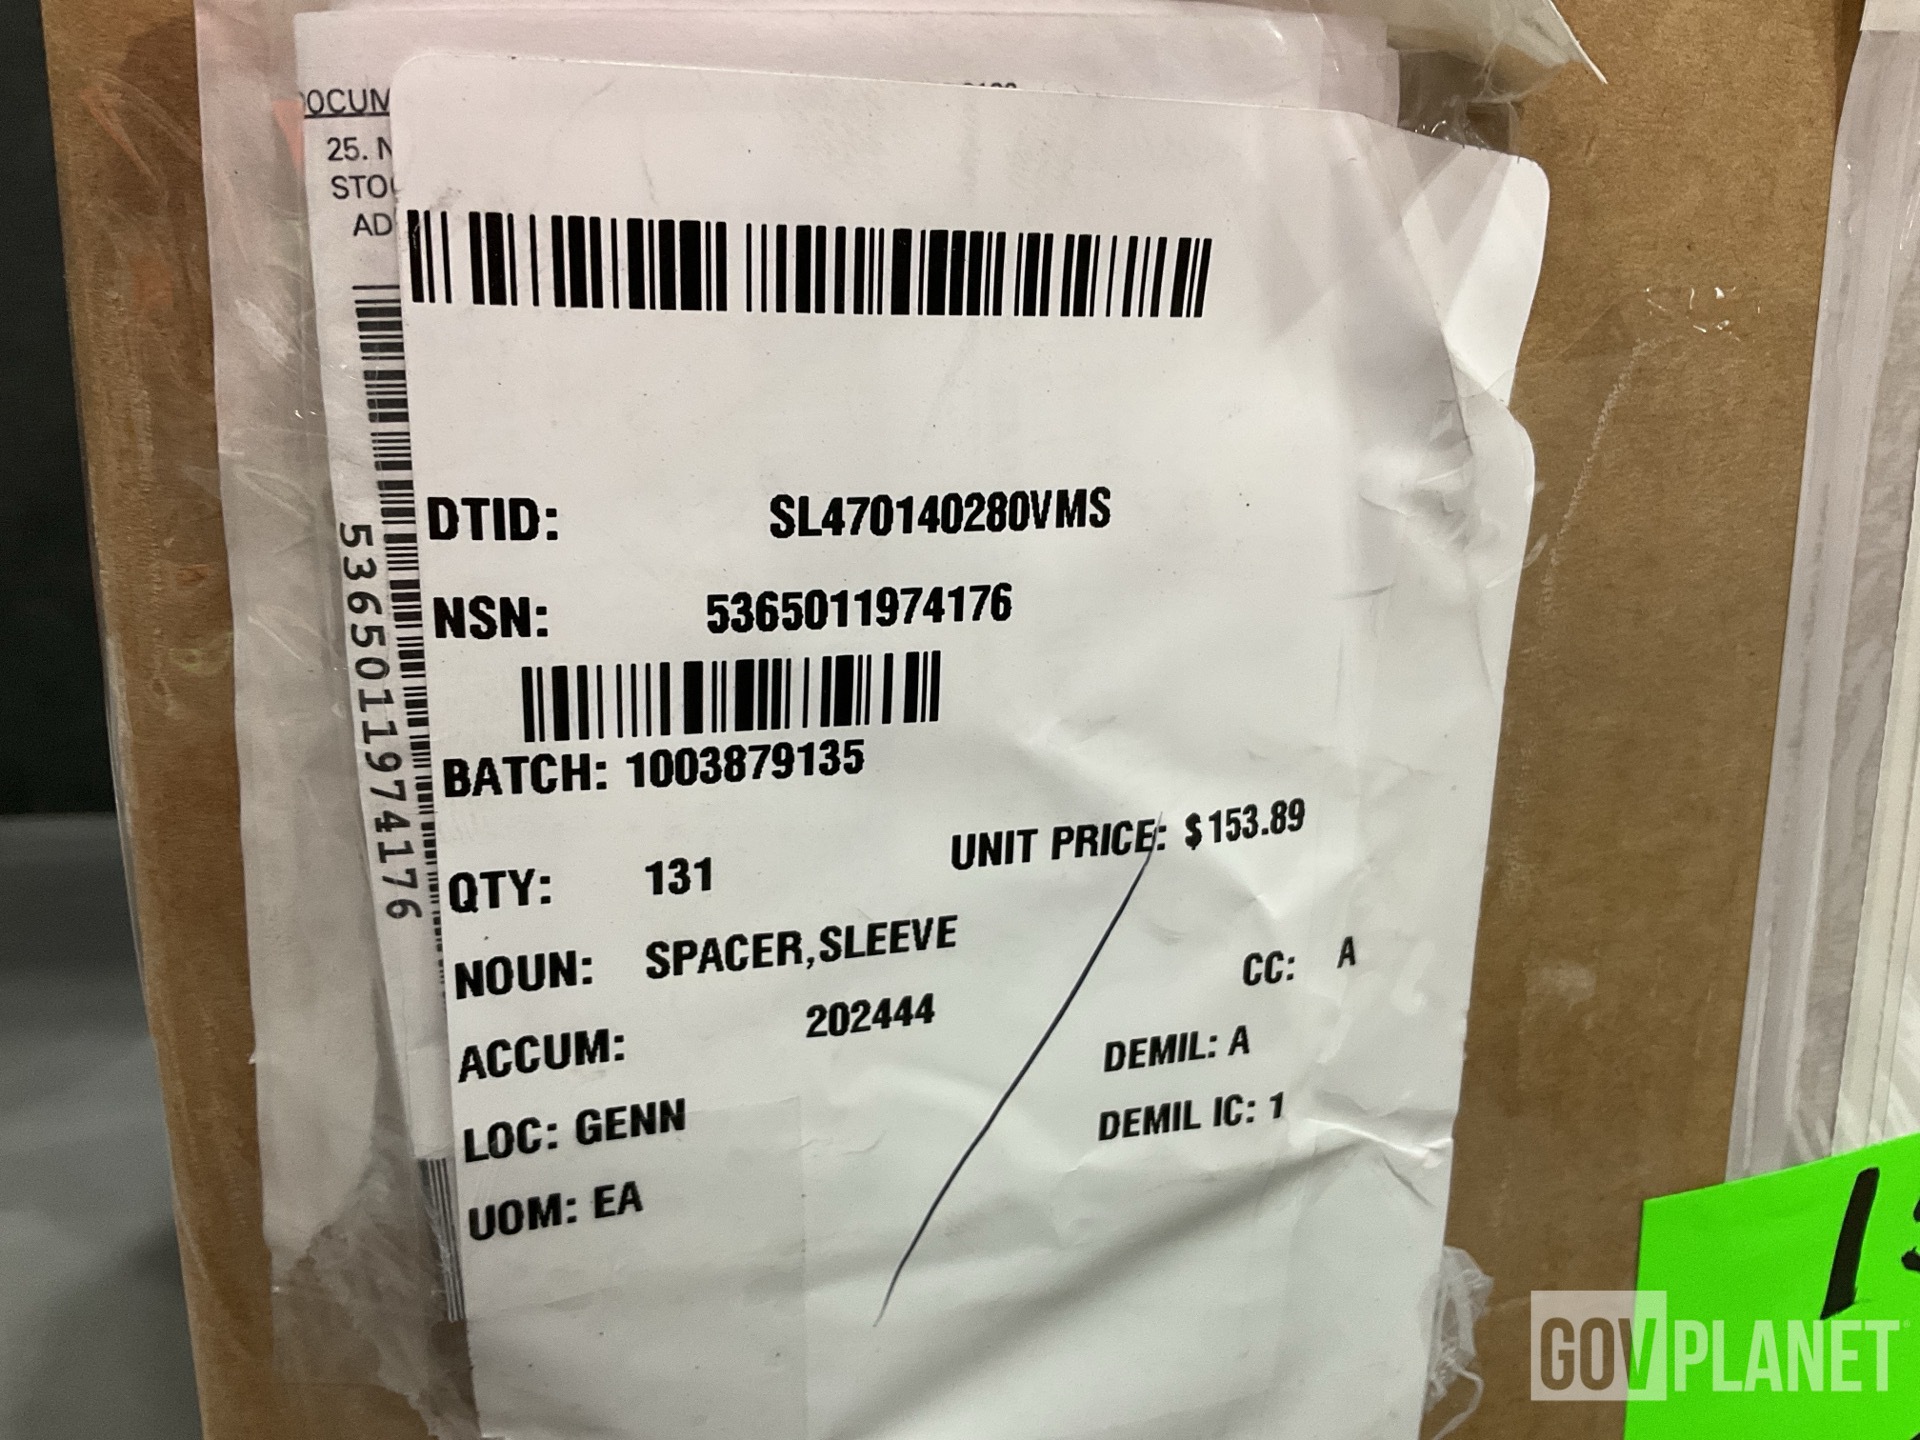 25.
DTID: SL470140280VMS
NSN: 5365011974176
BATCH: 1003879135
QTY: 131 UNIT PRICE: $153.89
NOUN: SPACER,SLEEVE
CC: A
ACCUM: 202444
DEMIL: A
LOC: GENN
DEMIL IC: 1
UOM: EA
5365011974176
GOVPLANET